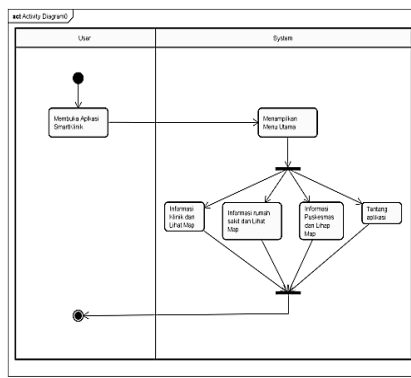 act Activity Diagram0
User
System
Membuka Aplkasi
SmartKlinik
Menampilkan
Menu Utama
Informasi
Klinik dan
Lihat Map
Informasi rumah
sakit dan Lihat
Map
Informasi
Puskesmas
dan Lihap
Map
Tentang
aplikasi